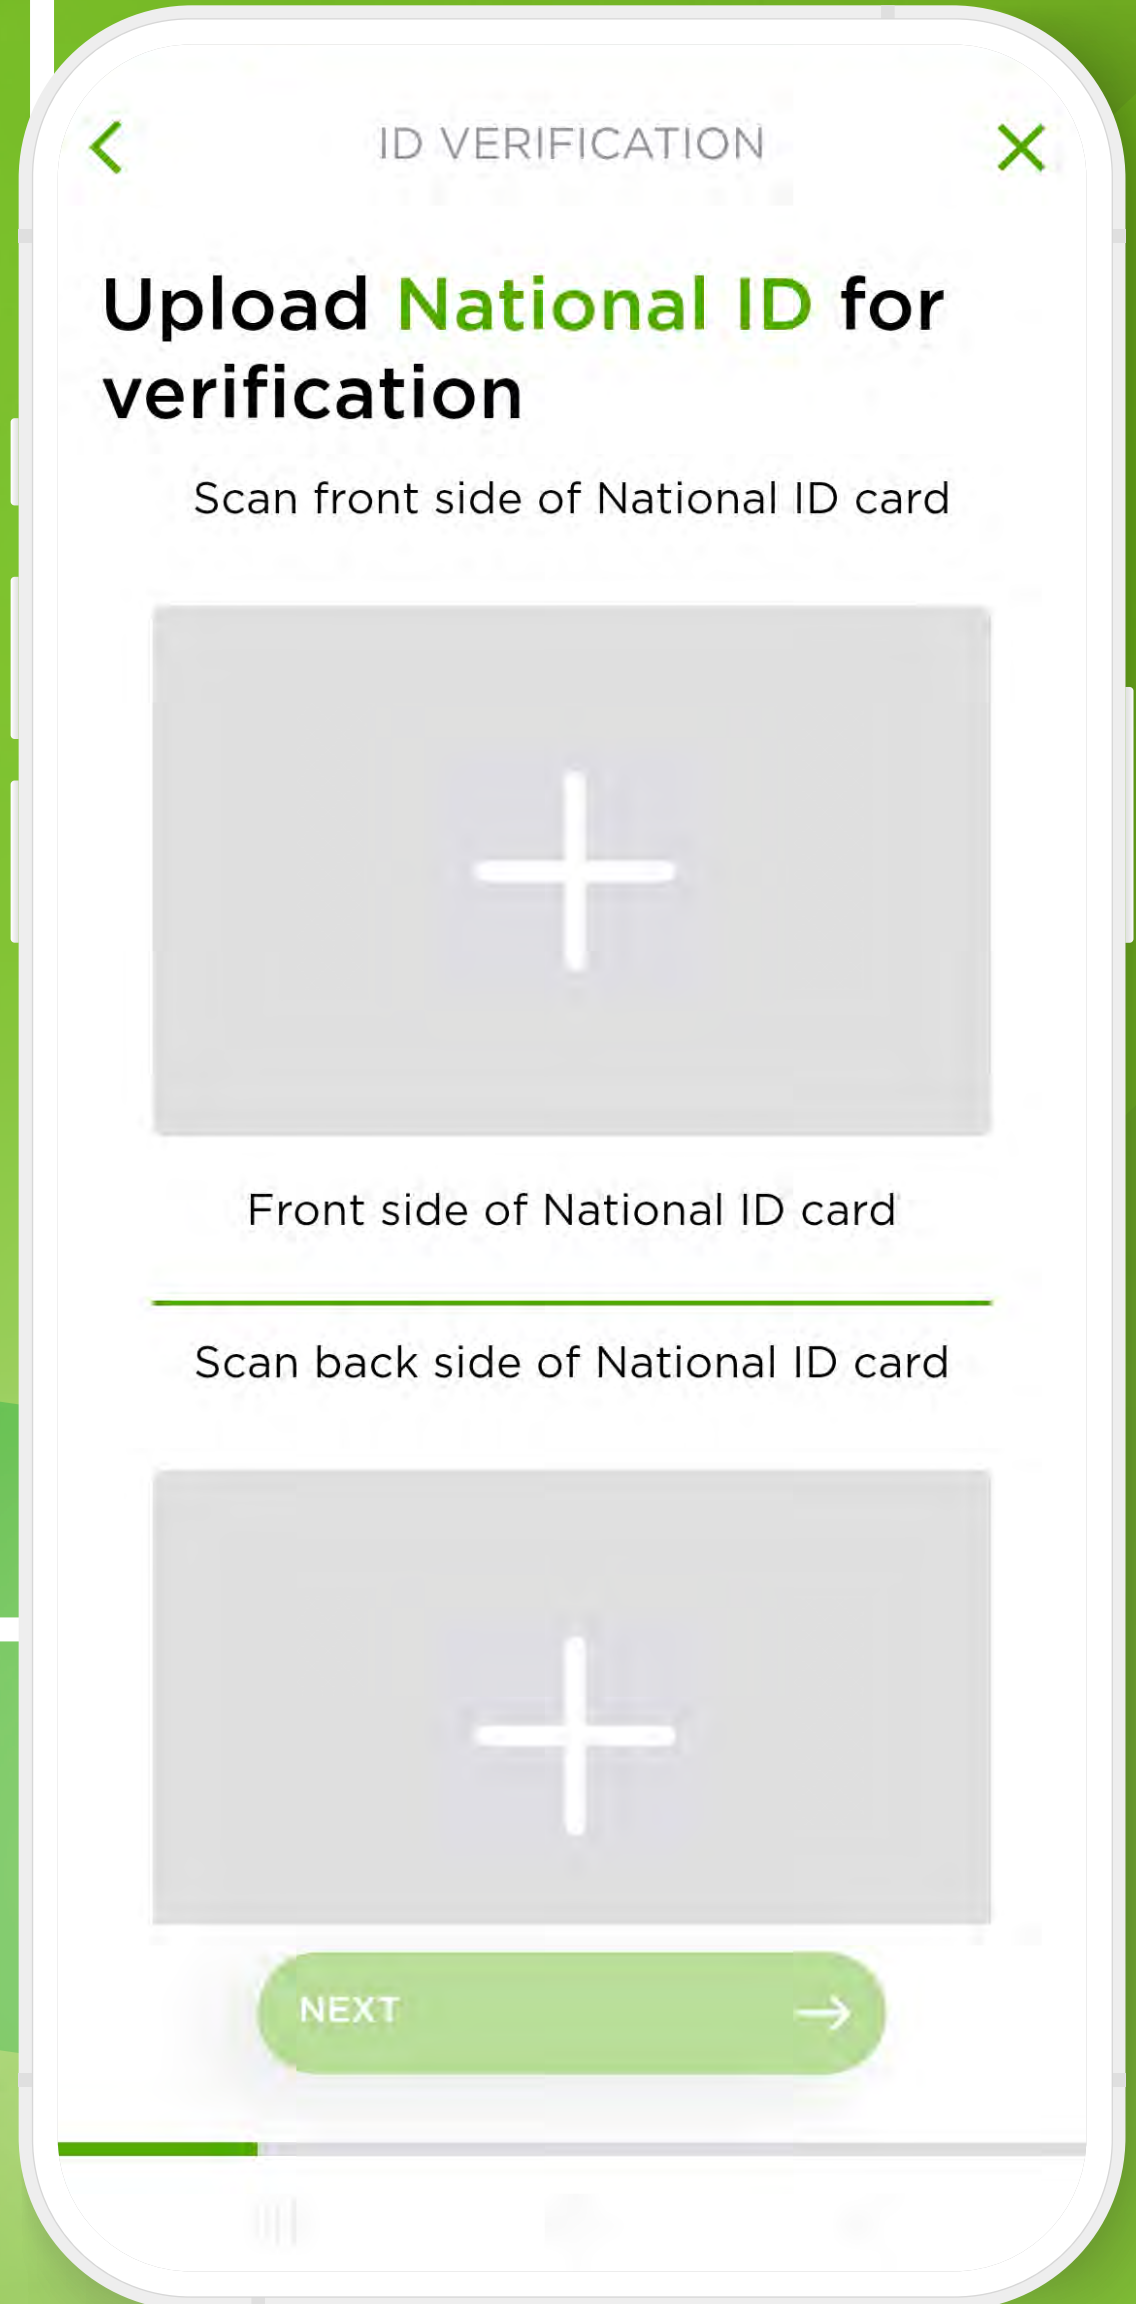 ID VERIFICATION
Upload National ID for
verification
Scan front side of National ID card
Front side of National ID card
Scan back side of National ID card
NEXT